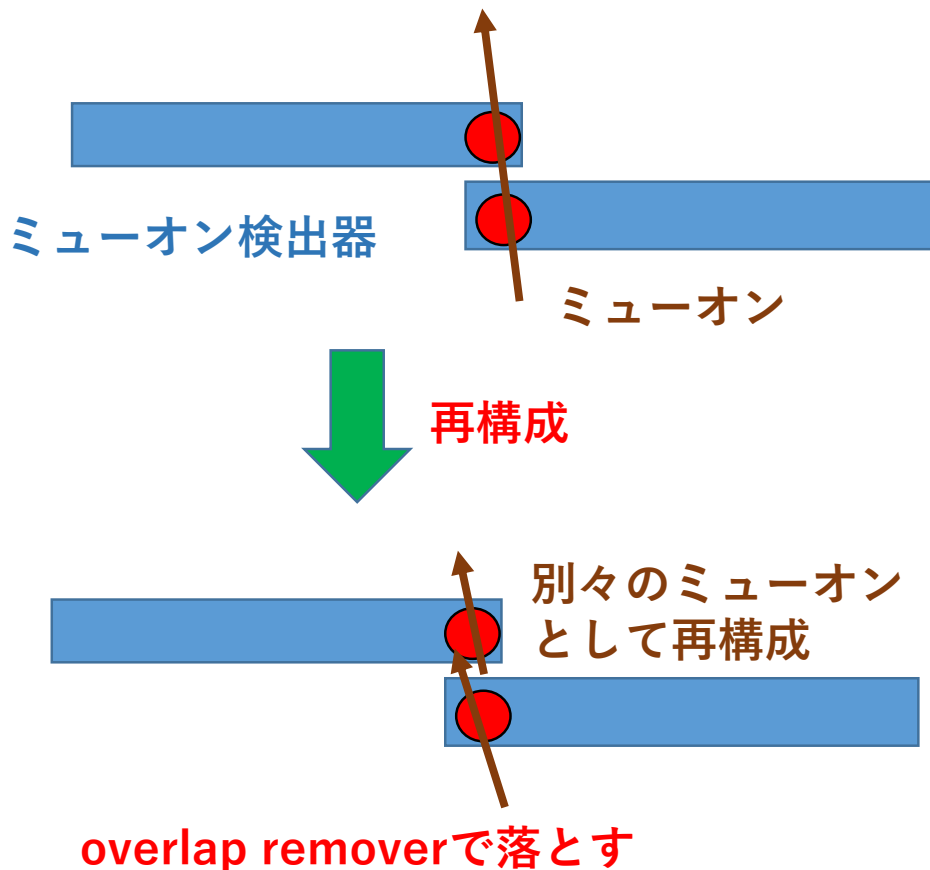 ミューオン検出器
ミューオン
再構成
別々のミューオン
として再構成
overlap removerで落とす